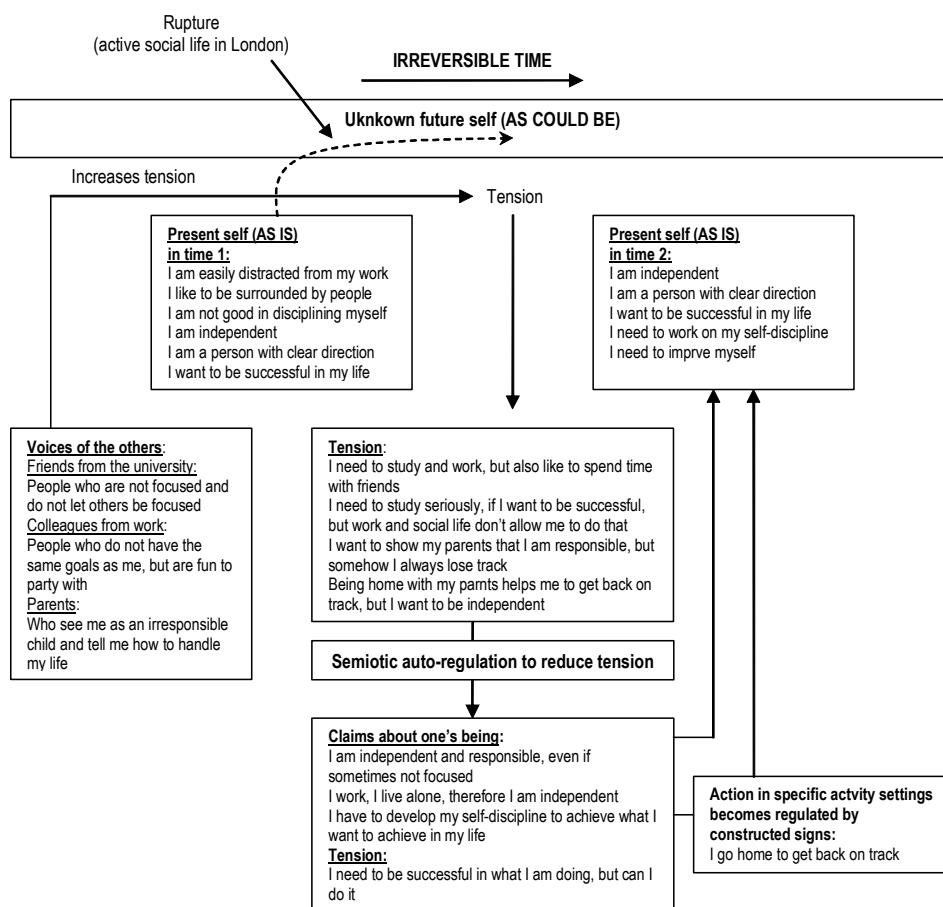 Rupture
(active social life in London)
IRREVERSIBLE TIME
Uknkown future self (AS COULD BE)
Increases tension
Tension
Present self (AS IS)
in time 1:
I am easily distracted from my work
I like to be surrounded by people
I am not good in disciplining myself
I am independent
I am a person with clear direction
I want to be successful in my life
Present self (AS IS)
in time 2:
I am independent
I am a person with clear direction
I want to be successful in my life
I need to work on my self-discipline
I need to imprve myself
Voices of the others:
Friends from the university:
People who are not focused and
do not let others be focused
Colleagues from work:
People who do not have the
same goals as me, but are fun to
party with
Parents:
Who see me as an irresponsible
child and tell me how to handle
my life
Tension:
I need to study and work, but also like to spend time
with friends
I need to study seriously, if I want to be successful,
but work and social life don't allow me to do that
I want to show my parents that I am responsible, but
somehow I always lose track
Being home with my parnts helps me to get back on
track, but I want to be independent
Semiotic auto-regulation to reduce tension
Claims about one's being:
I am independent and responsible, even if
sometimes not focused
I work, I live alone, therefore I am independent
I have to develop my self-discipline to achieve what I
want to achieve in my life
Tension:
I need to be successful in what I am doing, but can I
do it
Action in specific actvity settings
becomes regulated by
constructed signs:
I go home to get back on track